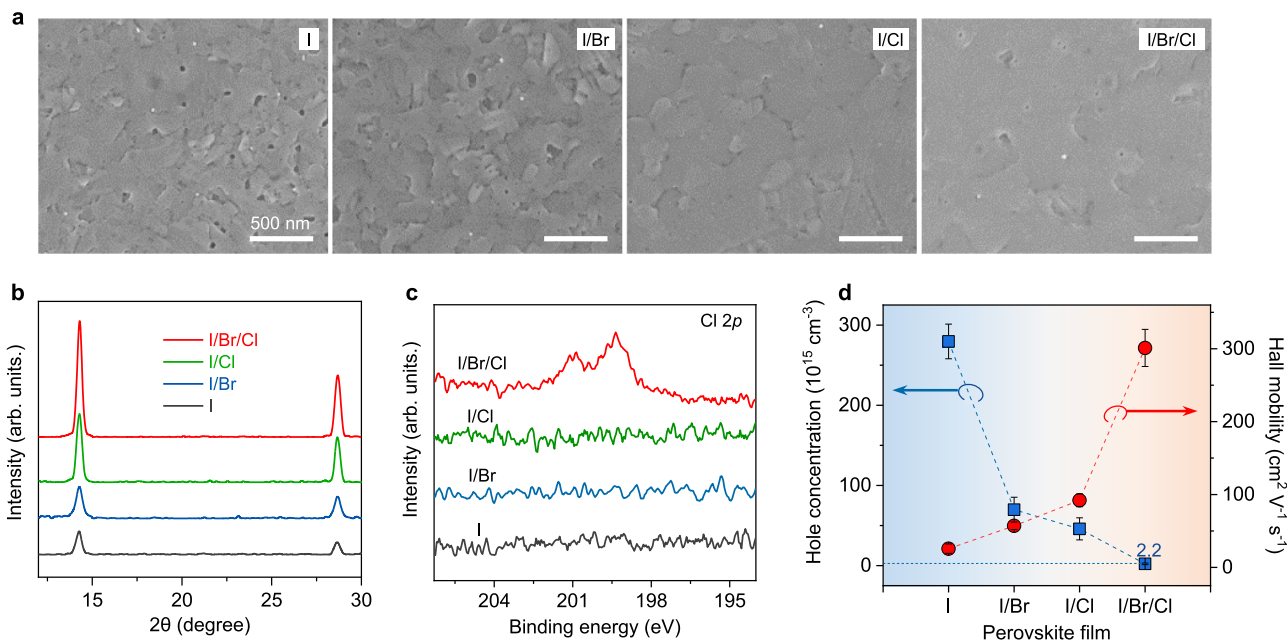 a
I
I/Br
I/Cl
I/Br/Cl
500 nm
b
Intensity (arb. units.)
I/Br/Cl
I/Cl
I/Br
I
15
20
25
30
2θ (degree)
c
Intensity (arb. units.)
Cl 2p
I/Br/Cl
I/Cl
I/Br
I
204
201
198
195
Binding energy (eV)
d
Hole concentration (10¹⁵ cm⁻³)
300
200
100
0
2.2
300
200
100
0
Hall mobility (cm² V⁻¹ s⁻¹)
I
I/Br
I/Cl
I/Br/Cl
Perovskite film